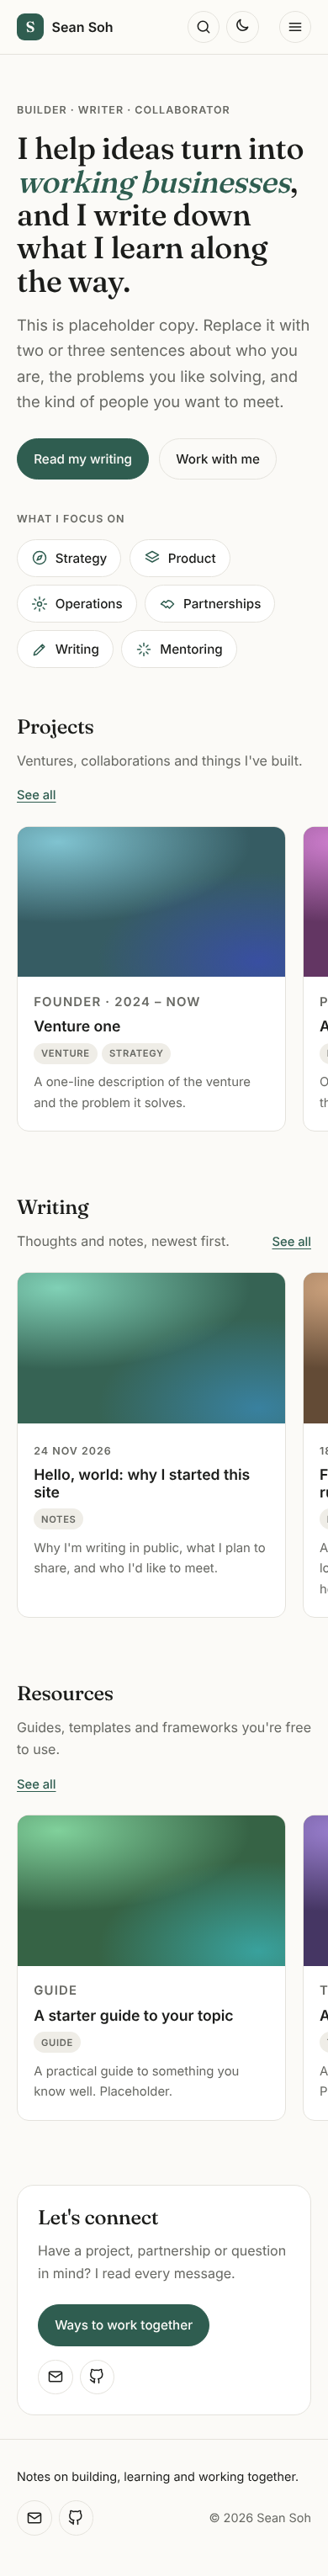 S Sean Soh
BUILDER · WRITER · COLLABORATOR
I help ideas turn into
working businesses,
and I write down
what I learn along
the way.
This is placeholder copy. Replace it with
two or three sentences about who you
are, the problems you like solving, and
the kind of people you want to meet.
Read my writing
Work with me
WHAT I FOCUS ON
Strategy
Product
Operations
Partnerships
Writing
Mentoring
Projects
Ventures, collaborations and things I've built.
See all
FOUNDER · 2024 – NOW
Venture one
VENTURE STRATEGY
A one-line description of the venture
and the problem it solves.
Writing
Thoughts and notes, newest first.
See all
24 NOV 2026
Hello, world: why I started this
site
NOTES
Why I'm writing in public, what I plan to
share, and who I'd like to meet.
Resources
Guides, templates and frameworks you're free
to use.
See all
GUIDE
A starter guide to your topic
GUIDE
A practical guide to something you
know well. Placeholder.
Let's connect
Have a project, partnership or question
in mind? I read every message.
Ways to work together
Notes on building, learning and working together.
© 2026 Sean Soh